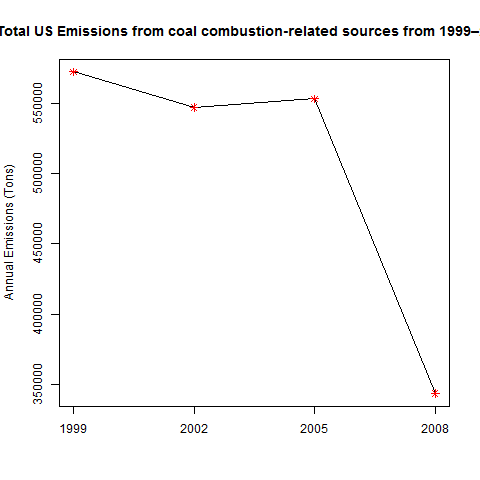 Total US Emissions from coal combustion-related sources from 1999–
Annual Emissions (Tons)
550000
500000
450000
400000
350000
1999 2002 2005 2008